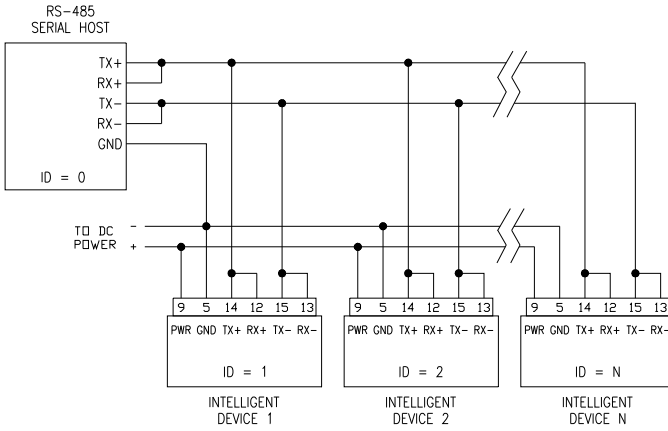 RS-485
SERIAL HOST
TX+
RX+
TX-
RX-
GND
ID = 0
TO DC -
POWER +
9 5 14 12 15 13
PWR GND TX+ RX+ TX- RX-
ID = 1
INTELLIGENT
DEVICE 1
9 5 14 12 15 13
PWR GND TX+ RX+ TX- RX-
ID = 2
INTELLIGENT
DEVICE 2
9 5 14 12 15 13
PWR GND TX+ RX+ TX- RX-
ID = N
INTELLIGENT
DEVICE N